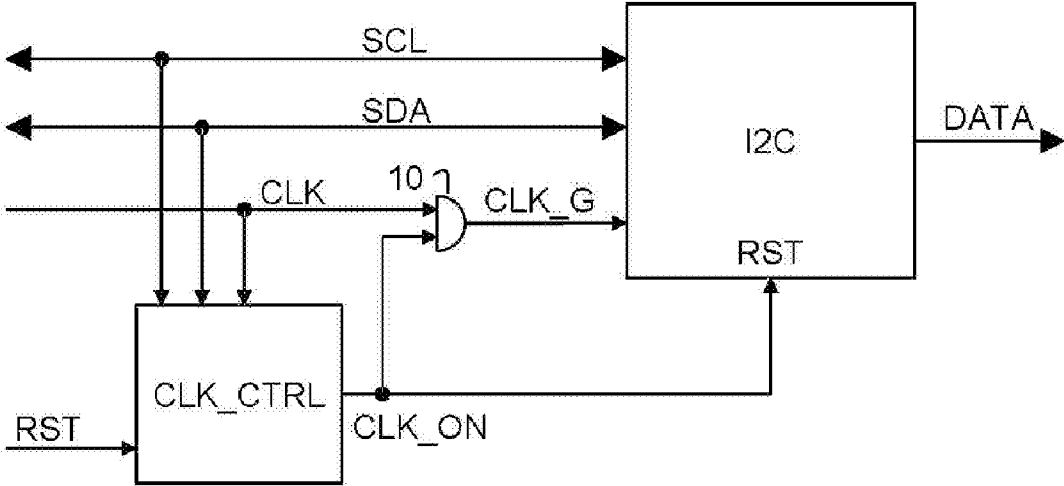 SCL
SDA
I2C
DATA
10
CLK
CLK_G
RST
CLK_CTRL
CLK_ON
RST